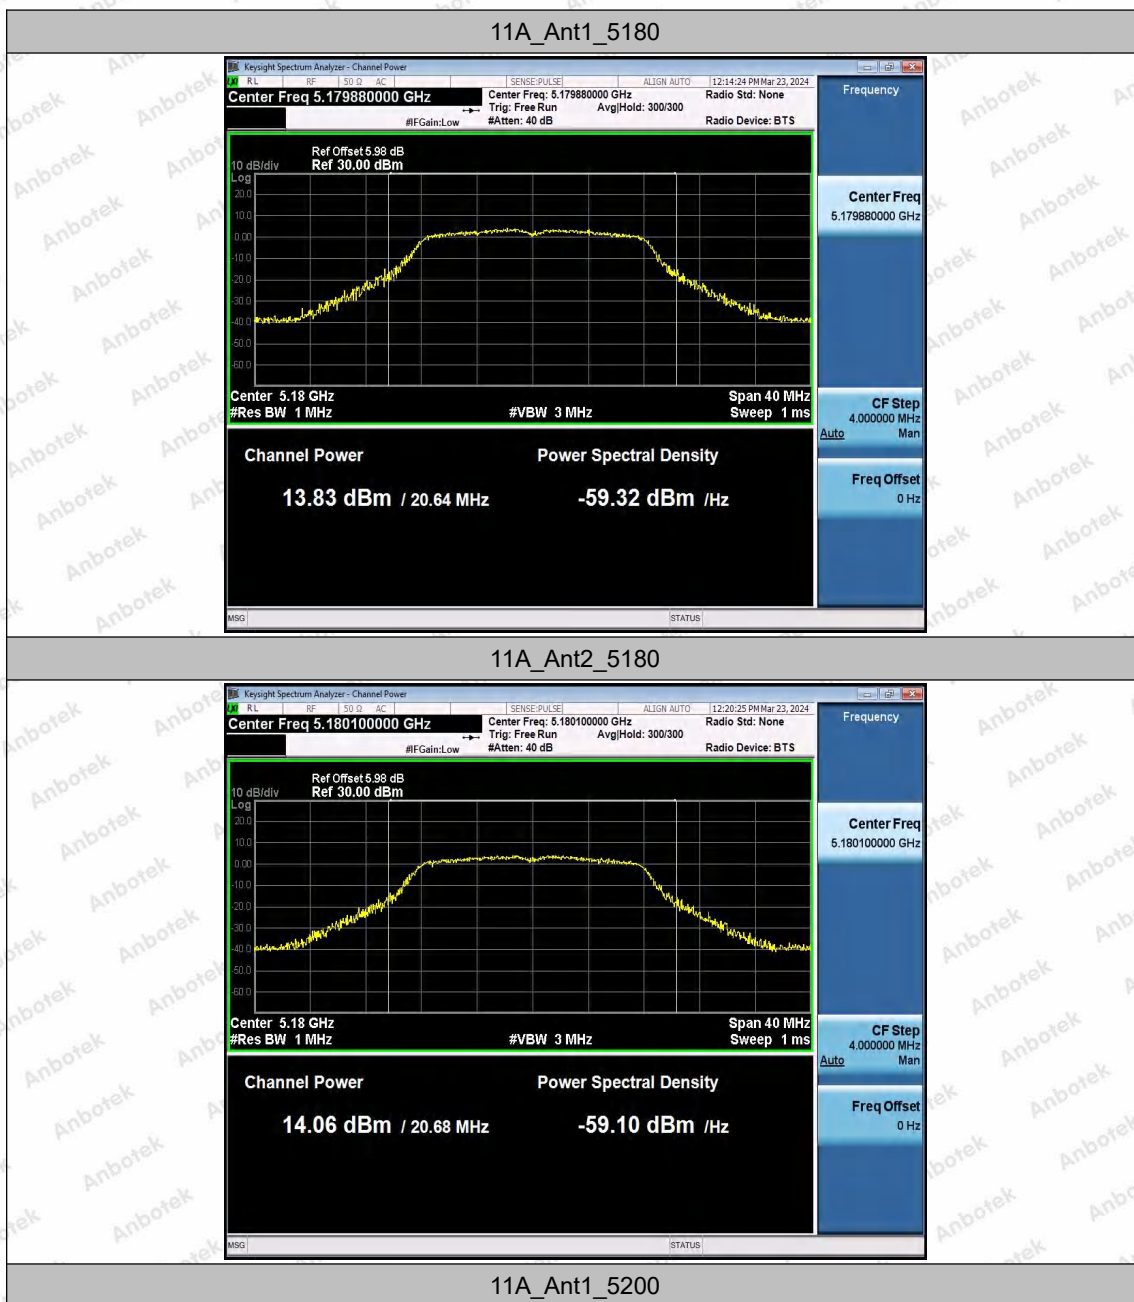 11A_Ant1_5180
Keysight Spectrum Analyzer - Channel Power
RL RF 50 Ω AC SENSE:PULSE ALIGN AUTO 12:14:24 PM Mar 23, 2024
Center Freq 5.179880000 GHz
Center Freq: 5.179880000 GHz Radio Std: None
Trig: Free Run Avg|Hold: 300/300
#IFGain:Low #Atten: 40 dB Radio Device: BTS
Frequency
Ref Offset 5.98 dB
10 dB/div Ref 30.00 dBm
Log
20.0
10.0
0.00
-10.0
-20.0
-30.0
-40.0
-50.0
-60.0
Center Freq
5.179880000 GHz
Center 5.18 GHz Span 40 MHz
#Res BW 1 MHz #VBW 3 MHz Sweep 1 ms
CF Step
4.000000 MHz
Auto Man
Channel Power Power Spectral Density
13.83 dBm / 20.64 MHz -59.32 dBm /Hz
Freq Offset
0 Hz
MSG STATUS
11A_Ant2_5180
Keysight Spectrum Analyzer - Channel Power
RL RF 50 Ω AC SENSE:PULSE ALIGN AUTO 12:20:25 PM Mar 23, 2024
Center Freq 5.180100000 GHz
Center Freq: 5.180100000 GHz Radio Std: None
Trig: Free Run Avg|Hold: 300/300
#IFGain:Low #Atten: 40 dB Radio Device: BTS
Frequency
Ref Offset 5.98 dB
10 dB/div Ref 30.00 dBm
Log
20.0
10.0
0.00
-10.0
-20.0
-30.0
-40.0
-50.0
-60.0
Center Freq
5.180100000 GHz
Center 5.18 GHz Span 40 MHz
#Res BW 1 MHz #VBW 3 MHz Sweep 1 ms
CF Step
4.000000 MHz
Auto Man
Channel Power Power Spectral Density
14.06 dBm / 20.68 MHz -59.10 dBm /Hz
Freq Offset
0 Hz
MSG STATUS
11A_Ant1_5200
Anbotek